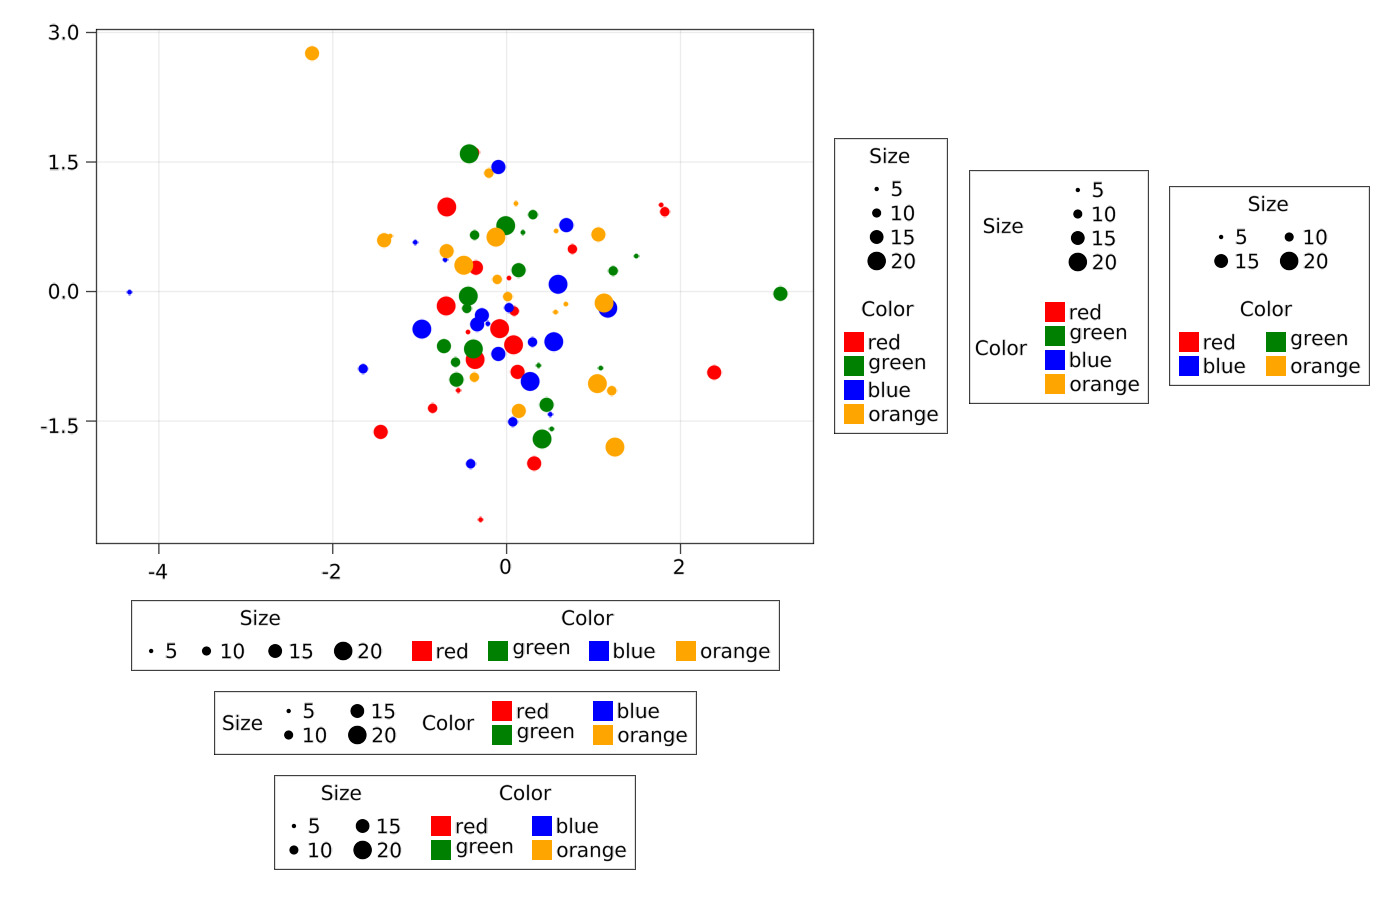 3.0
1.5
0.0
-1.5
-4 -2 0 2
Size
5
10
15
20
Color
red
green
blue
orange
Size
5
10
15
20
Color
red
green
blue
orange
Size
5 10
15 20
Color
red green
blue orange
Size Color
5 10 15 20 red green blue orange
Size 5 15 Color red blue
10 20 green orange
Size Color
5 15 red blue
10 20 green orange